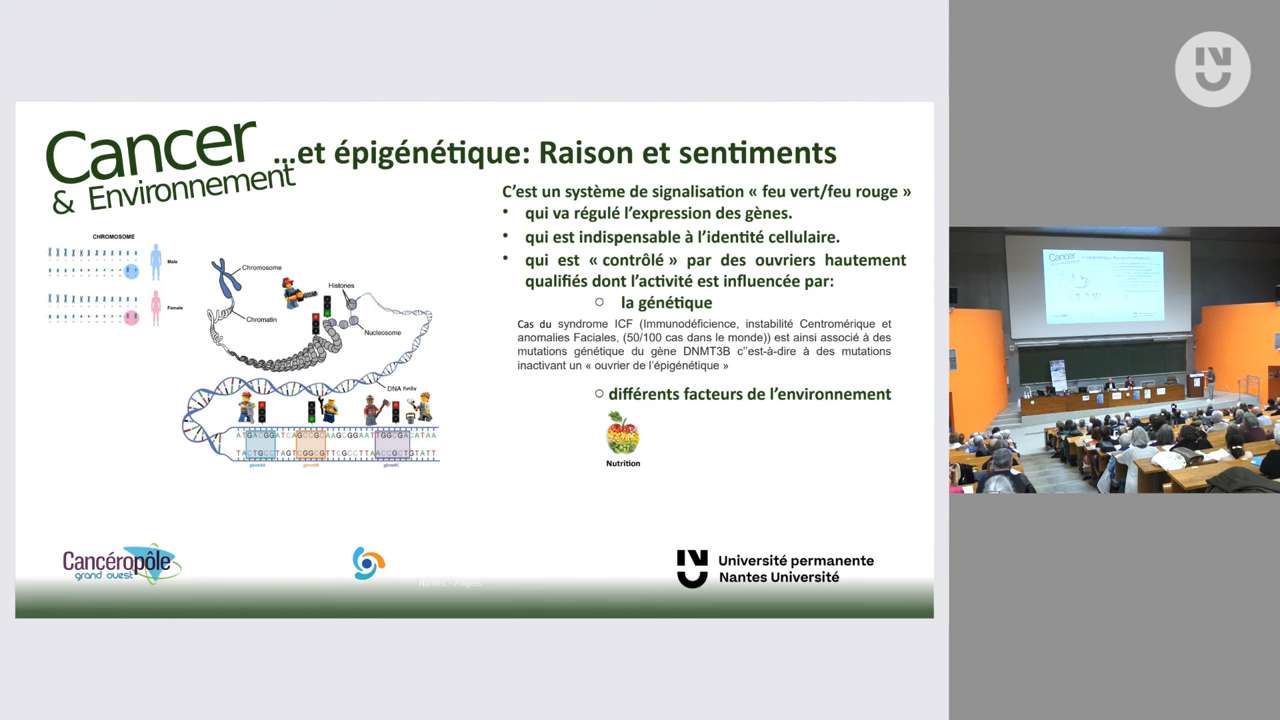 Cancer
& Environnement
...et épigénétique: Raison et sentiments
C'est un système de signalisation « feu vert/feu rouge »
• qui va régulé l'expression des gènes.
• qui est indispensable à l'identité cellulaire.
• qui est « contrôlé » par des ouvriers hautement
qualifiés dont l'activité est influencée par:
○ la génétique
Cas du syndrome ICF (Immunodéficience, instabilité Centromérique et
anomalies Faciales, (50/100 cas dans le monde)) est ainsi associé à des
mutations génétique du gène DNMT3B c''est-à-dire à des mutations
inactivant un « ouvrier de l'épigénétique »
○ différents facteurs de l'environnement
Nutrition
CHROMOSOME
Male
Female
Chromosome
Chromatin
Histones
Nucleosome
DNA helix
ATGACGGATCAGCCGCAAGCGGAATTGGCGACATAA
TACTGCCTAGTCGGCGTTCGCCTTAACCGCTGTATT
Cancéropôle
grand ouest
Nantes - Angers
Université permanente
Nantes Université